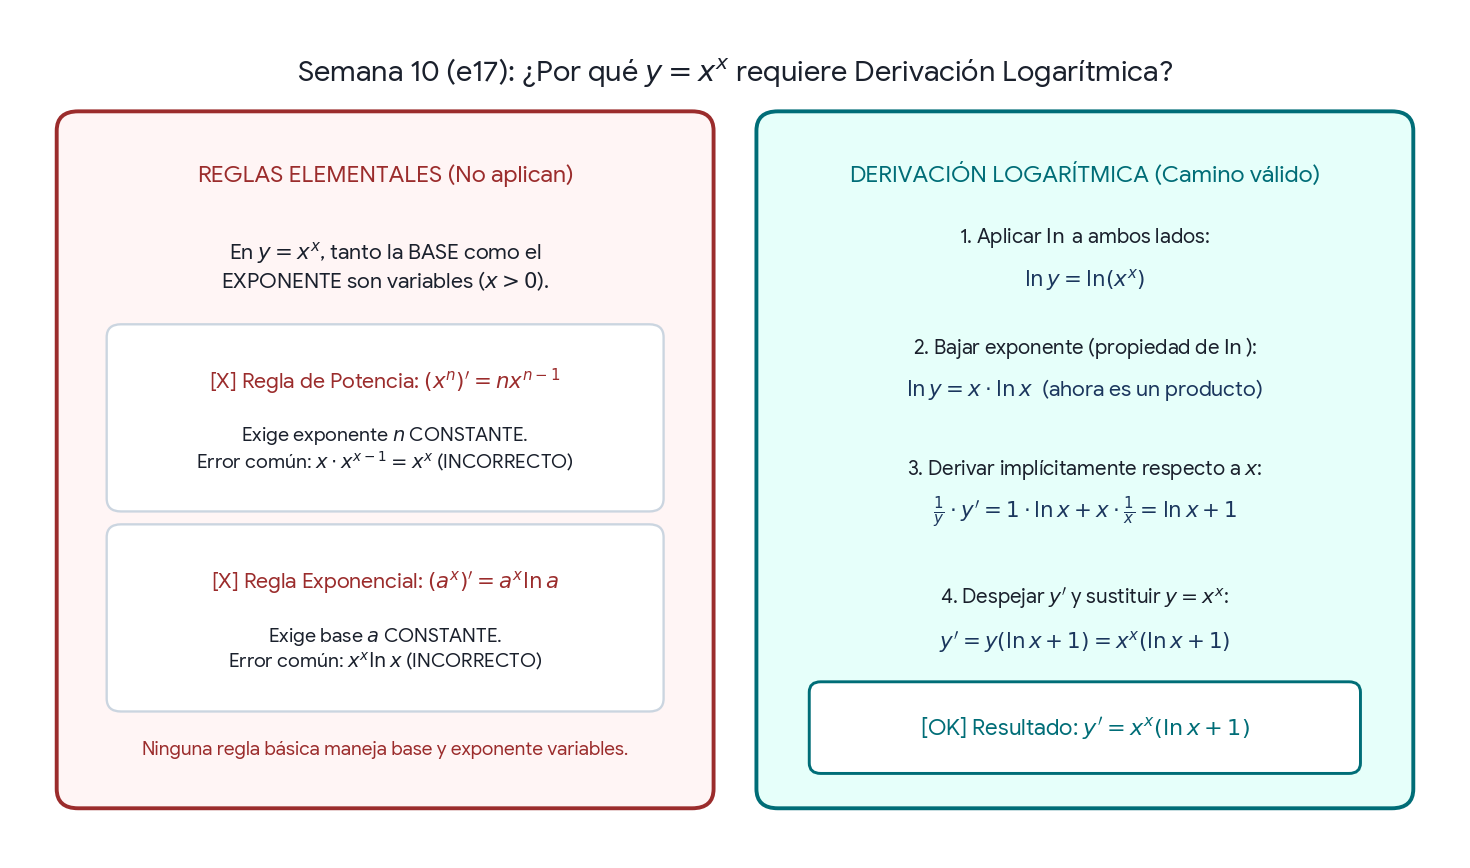 Semana 10 (e17): ¿Por qué y = x^x requiere Derivación Logarítmica?
REGLAS ELEMENTALES (No aplican)
En y = x^x, tanto la BASE como el
EXPONENTE son variables (x > 0).
[X] Regla de Potencia: (x^n)′ = nx^{n−1}
Exige exponente n CONSTANTE.
Error común: x · x^{x−1} = x^x (INCORRECTO)
[X] Regla Exponencial: (a^x)′ = a^x ln a
Exige base a CONSTANTE.
Error común: x^x ln x (INCORRECTO)
Ninguna regla básica maneja base y exponente variables.
DERIVACIÓN LOGARÍTMICA (Camino válido)
1. Aplicar ln a ambos lados:
ln y = ln(x^x)
2. Bajar exponente (propiedad de ln ):
ln y = x · ln x (ahora es un producto)
3. Derivar implícitamente respecto a x:
1/y · y′ = 1 · ln x + x · 1/x = ln x + 1
4. Despejar y′ y sustituir y = x^x:
y′ = y(ln x + 1) = x^x(ln x + 1)
[OK] Resultado: y′ = x^x(ln x + 1)